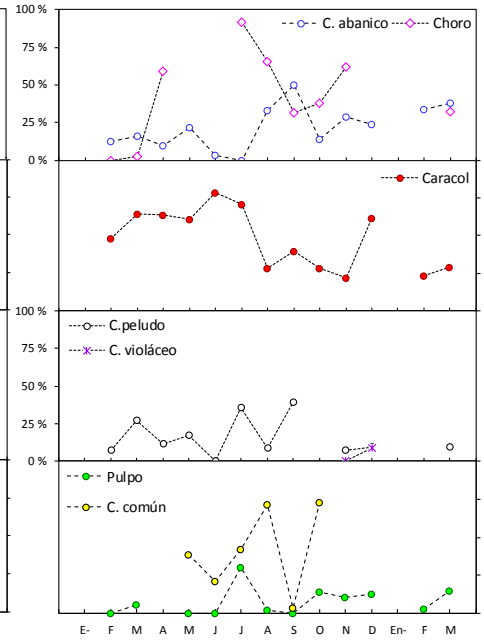 100 %
C. abanico Choro
75 %
50 %
25 %
0 %
Caracol
100 %
C.peludo
C. violáceo
75 %
50 %
25 %
0 %
Pulpo
C. común
E- F M A M J J A S O N D En- F M